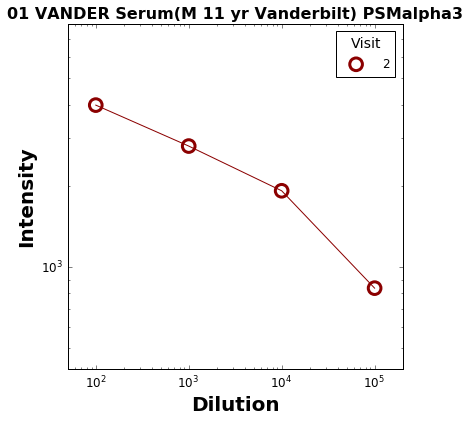 01 VANDER Serum(M 11 yr Vanderbilt) PSMalpha3
Visit
2
Intensity
10³
10² 10³ 10⁴ 10⁵
Dilution